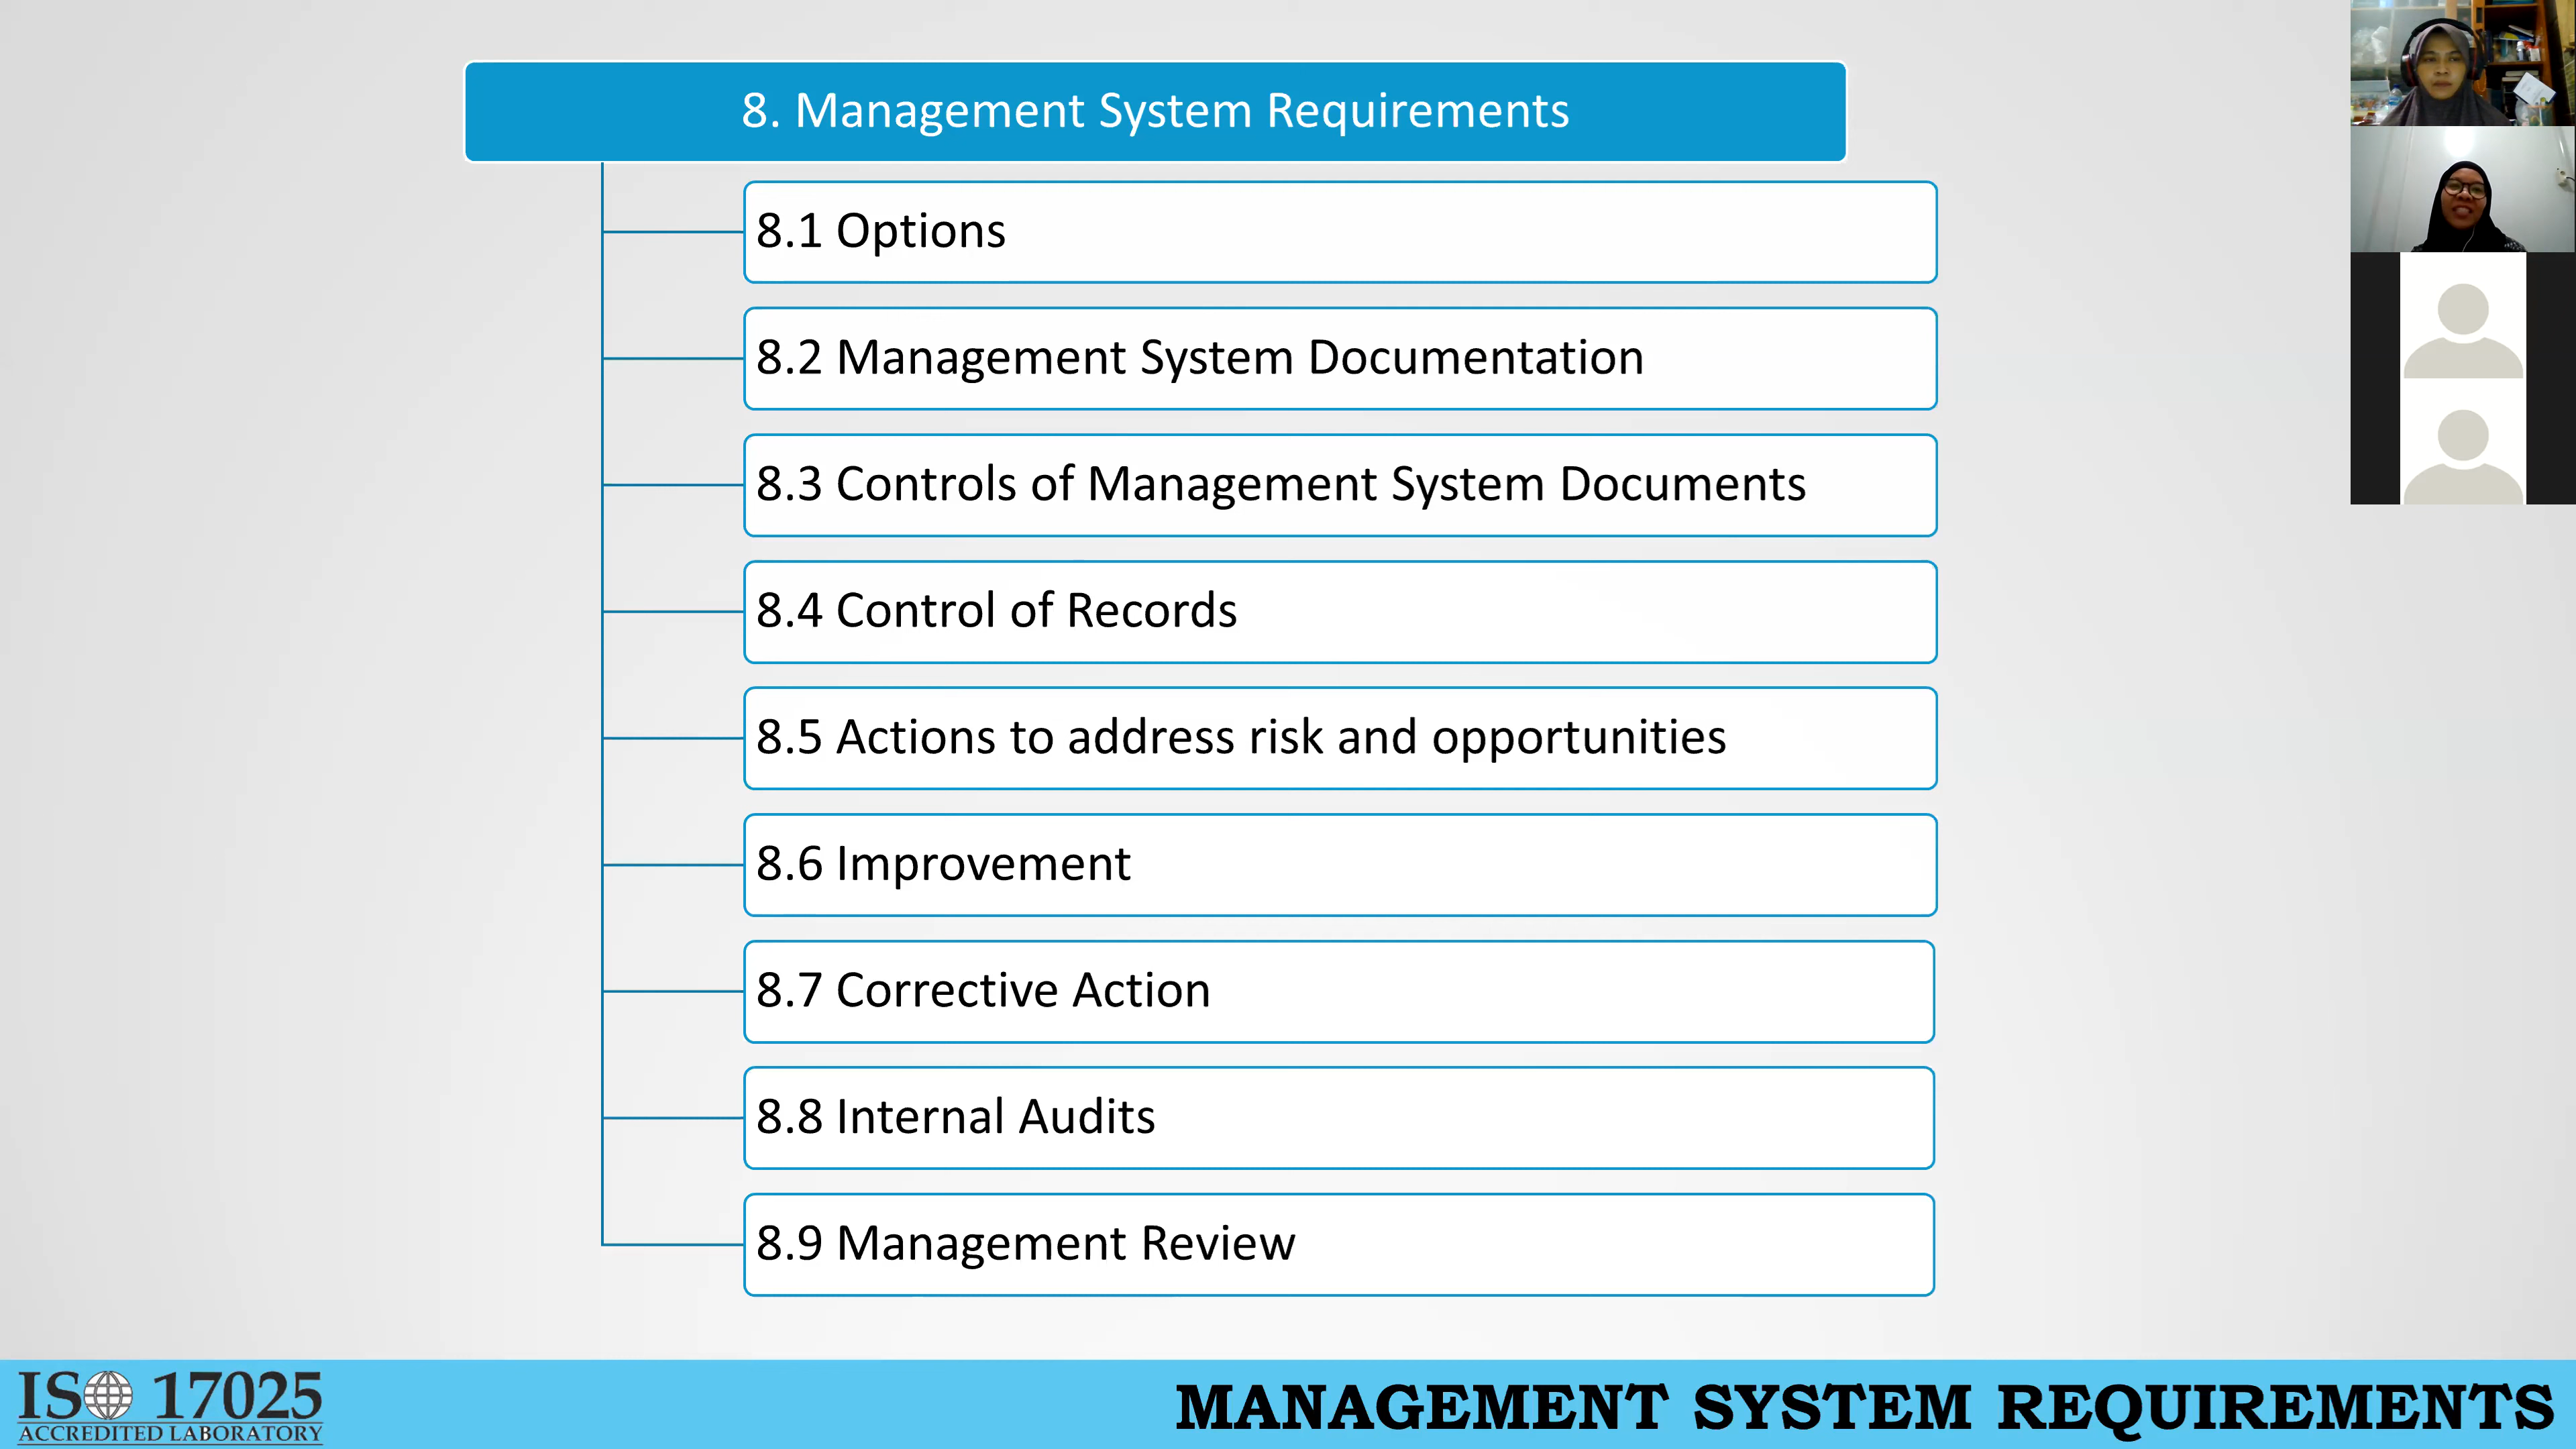 8. Management System Requirements
8.1 Options
8.2 Management System Documentation
8.3 Controls of Management System Documents
8.4 Control of Records
8.5 Actions to address risk and opportunities
8.6 Improvement
8.7 Corrective Action
8.8 Internal Audits
8.9 Management Review
ISO 17025
ACCREDITED LABORATORY
MANAGEMENT SYSTEM REQUIREMENTS